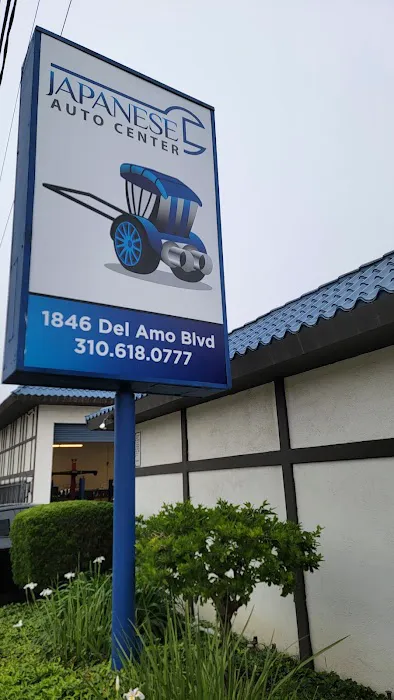 JAPANESE
AUTO CENTER
1846 Del Amo Blvd
310.618.0777